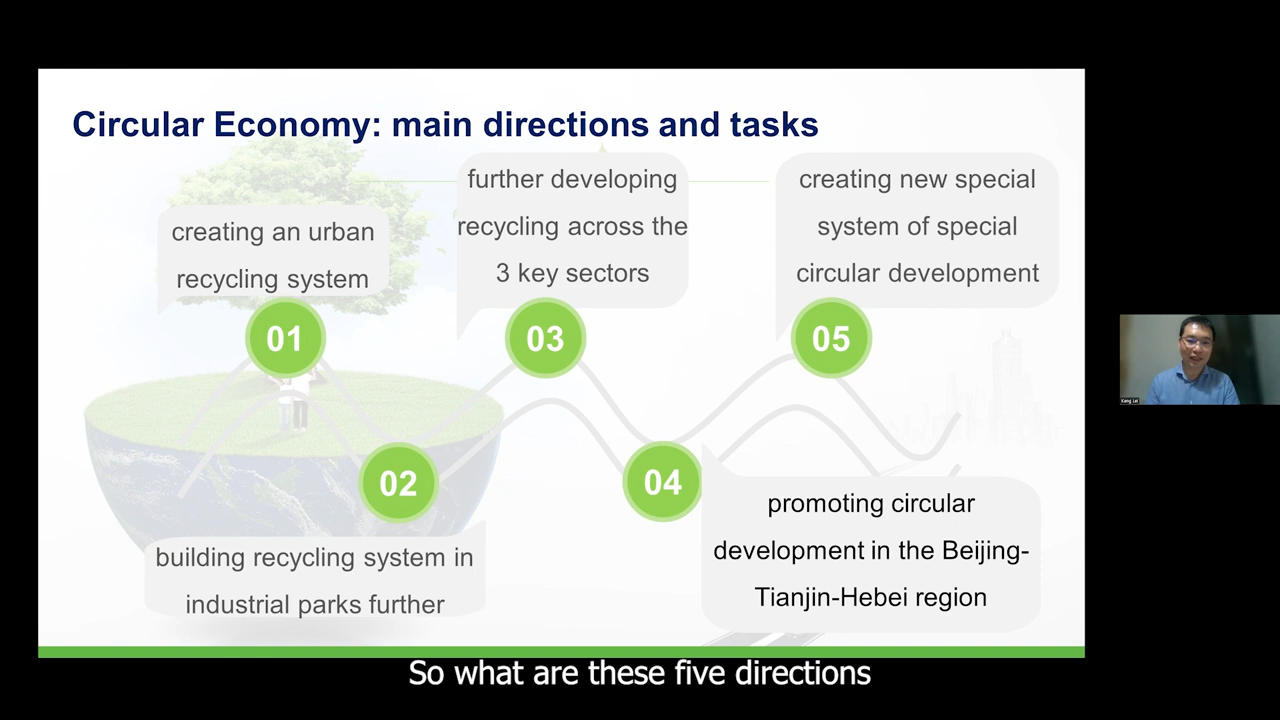 Circular Economy: main directions and tasks
creating an urban
recycling system
01
building recycling system in
industrial parks further
02
further developing
recycling across the
3 key sectors
03
promoting circular
development in the Beijing-
Tianjin-Hebei region
04
creating new special
system of special
circular development
05
Kang Lei
So what are these five directions